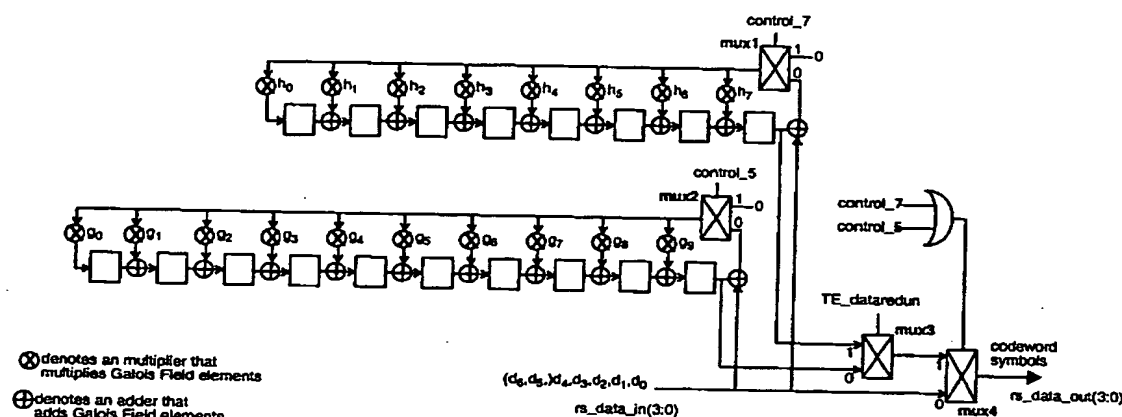 control_7
mux1
1
0
0
h0
h1
h2
h3
h4
h5
h6
h7
control_5
mux2
1
0
0
g0
g1
g2
g3
g4
g5
g6
g7
g8
g9
control_7
control_5
TE_dataredun
mux3
1
0
codeword
symbols
1
0
mux4
rs_data_out(3:0)
(d6,d5,)d4,d3,d2,d1,d0
rs_data_in(3:0)
⊗ denotes an multiplier that
multiplies Galois Field elements
⊕ denotes an adder that
adds Galois Field elements